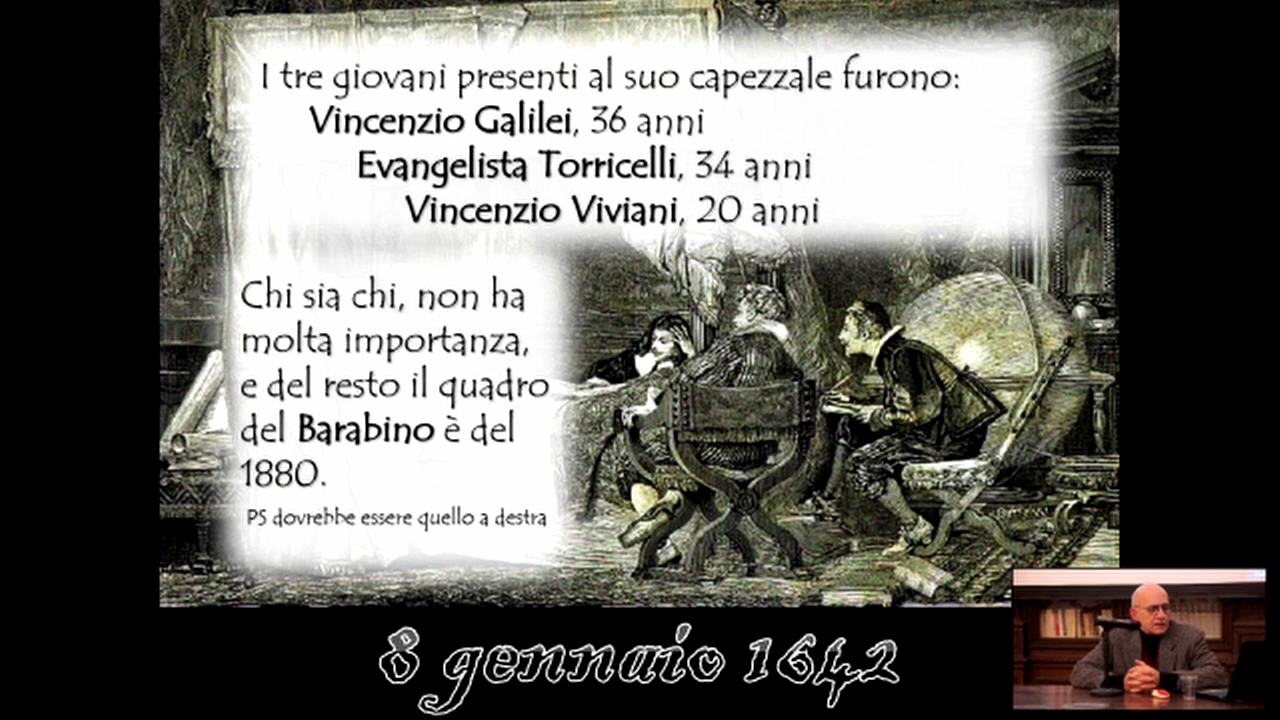 I tre giovani presenti al suo capezzale furono:
Vincenzio Galilei, 36 anni
Evangelista Torricelli, 34 anni
Vincenzio Viviani, 20 anni
Chi sia chi, non ha
molta importanza,
e del resto il quadro
del Barabino è del
1880.
PS dovrebbe essere quello a destra
8 gennaio 1642